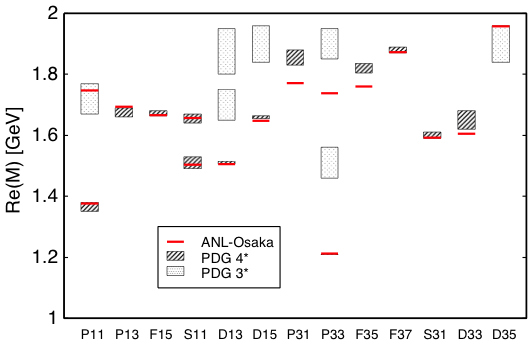 2
1.8
1.6
1.4
1.2
1
Re(M) [GeV]
ANL-Osaka
PDG 4*
PDG 3*
P11 P13 F15 S11 D13 D15 P31 P33 F35 F37 S31 D33 D35